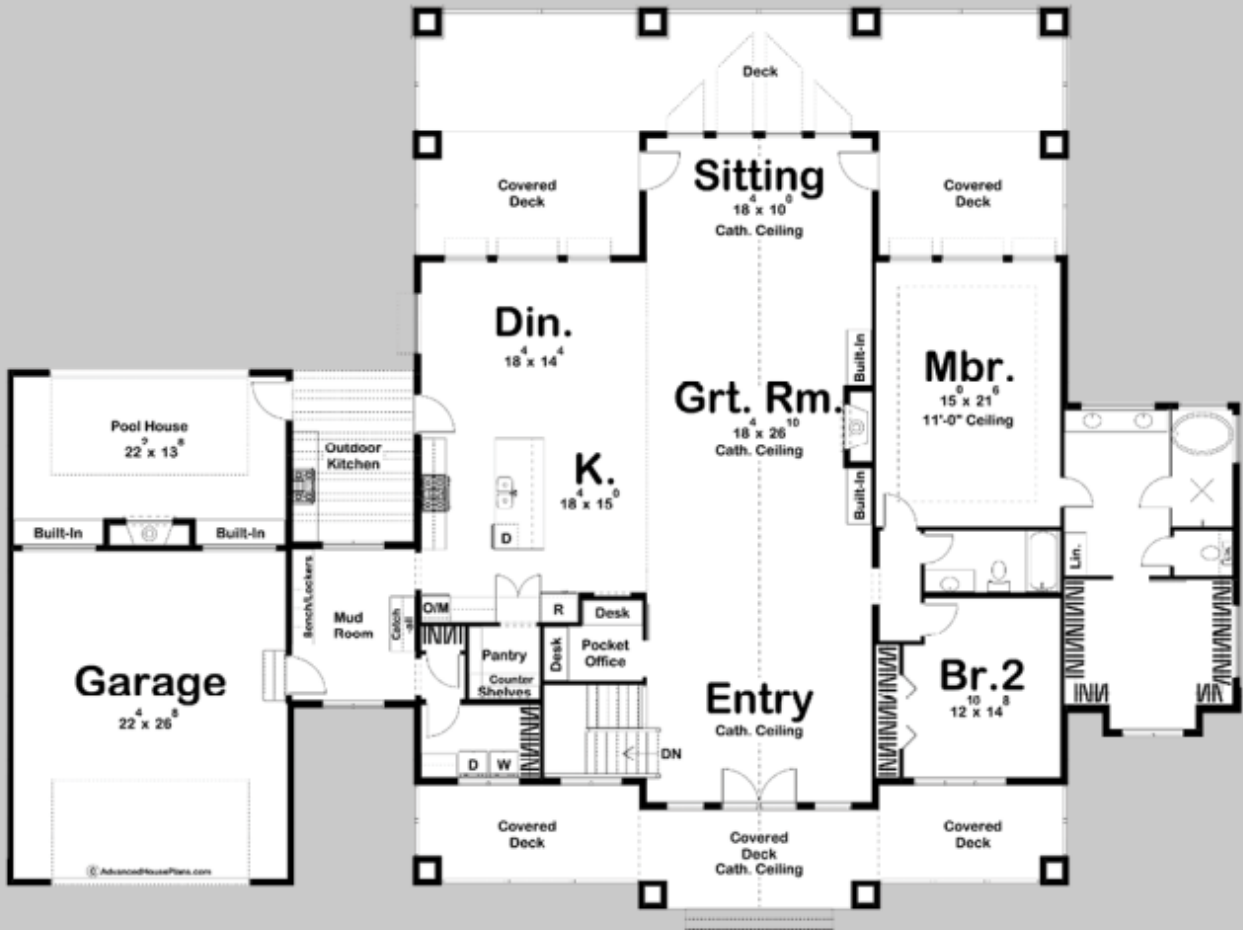 Deck
Covered
Deck
Sitting
18⁴ x 10⁰
Cath. Ceiling
Covered
Deck
Din.
18⁴ x 14⁴
Built-In
Mbr.
15⁰ x 21⁶
11'-0" Ceiling
Grt. Rm.
18⁴ x 26¹⁰
Cath. Ceiling
Pool House
22⁹ x 13⁸
Outdoor
Kitchen
K.
18⁴ x 15⁰
Built-In
Built-In
Built-In
D
Lin.
Lin.
Bench/Lockers
Mud
Room
Catch
-all
O/M
R
Desk
Desk
Pocket
Office
Pantry
Counter
Shelves
Garage
22⁴ x 26⁸
Entry
Cath. Ceiling
Br.2
12¹⁰ x 14⁸
DN
D
W
Covered
Deck
Covered
Deck
Cath. Ceiling
Covered
Deck
© AdvancedHousePlans.com